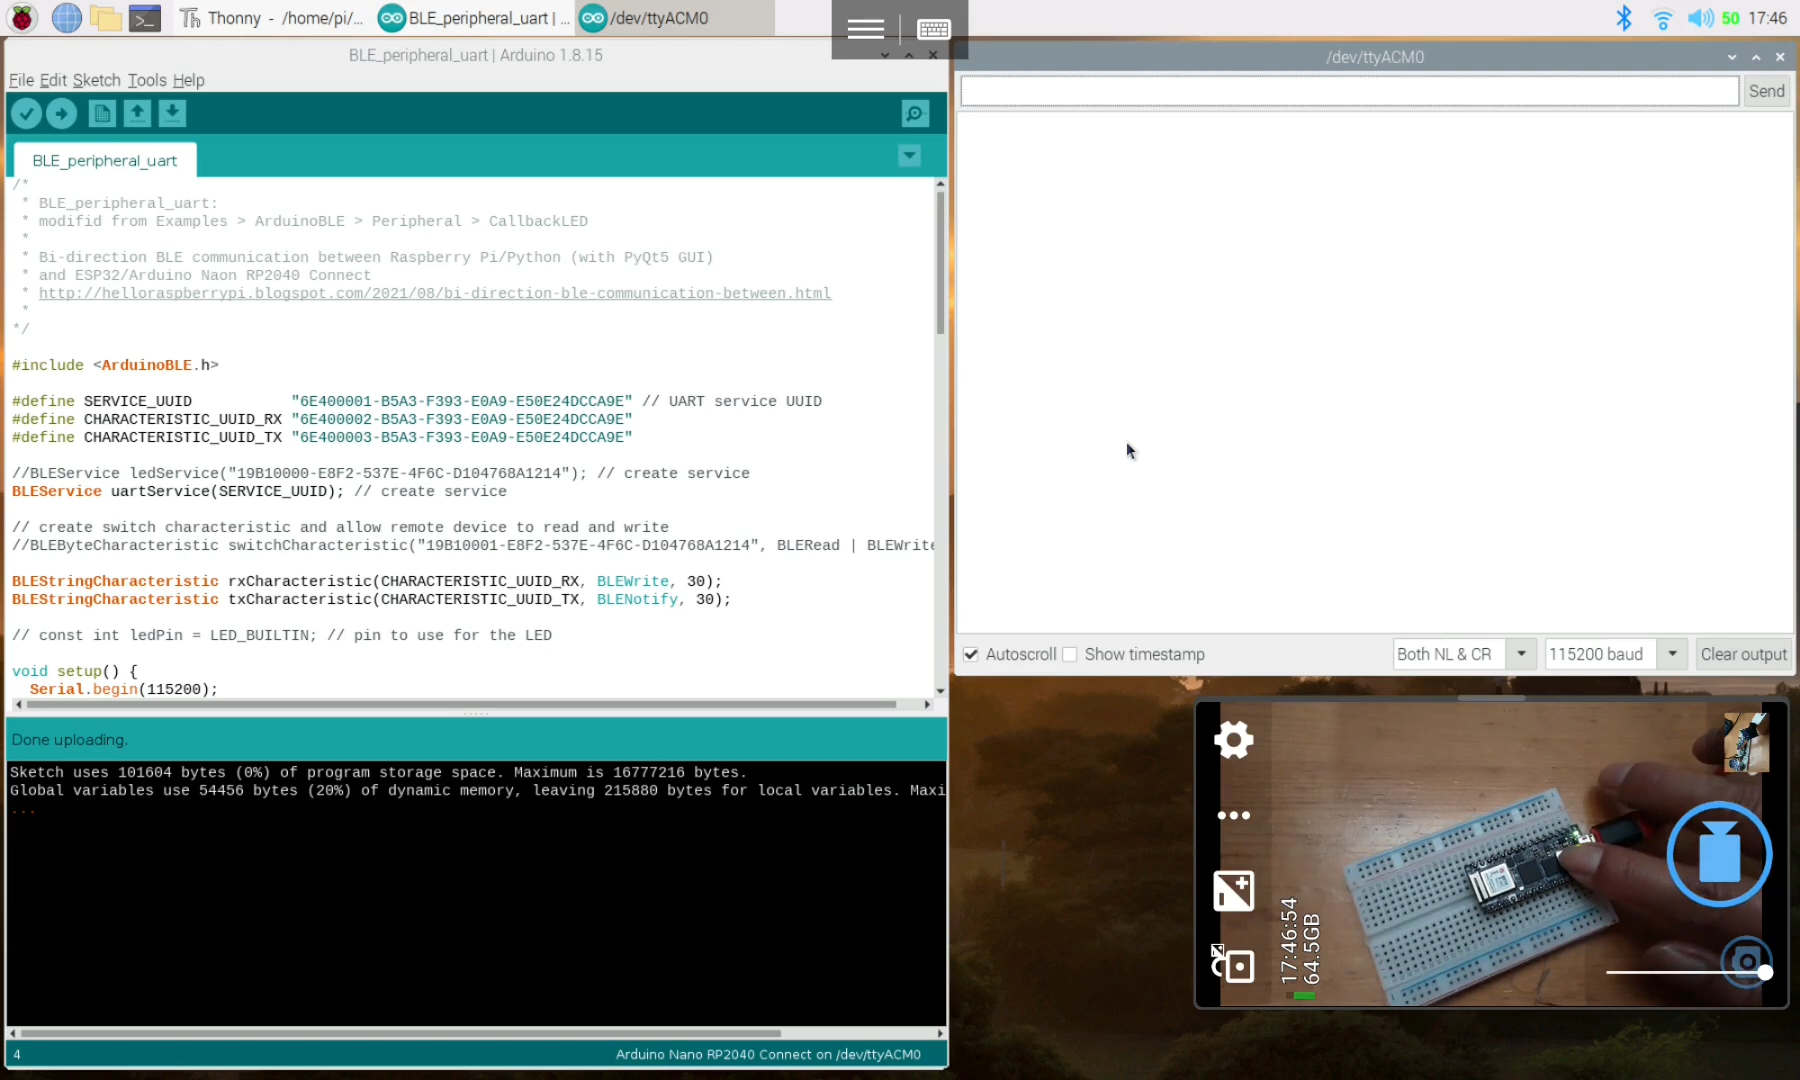 Thonny - /home/pi/...
BLE_peripheral_uart | ...
/dev/ttyACM0
50
17:46
BLE_peripheral_uart | Arduino 1.8.15
File Edit Sketch Tools Help
BLE_peripheral_uart
/*
* BLE_peripheral_uart:
* modifid from Examples > ArduinoBLE > Peripheral > CallbackLED
*
* Bi-direction BLE communication between Raspberry Pi/Python (with PyQt5 GUI)
* and ESP32/Arduino Naon RP2040 Connect
* http://helloraspberrypi.blogspot.com/2021/08/bi-direction-ble-communication-between.html
*
*/
#include <ArduinoBLE.h>
#define SERVICE_UUID "6E400001-B5A3-F393-E0A9-E50E24DCCA9E" // UART service UUID
#define CHARACTERISTIC_UUID_RX "6E400002-B5A3-F393-E0A9-E50E24DCCA9E"
#define CHARACTERISTIC_UUID_TX "6E400003-B5A3-F393-E0A9-E50E24DCCA9E"
//BLEService ledService("19B10000-E8F2-537E-4F6C-D104768A1214"); // create service
BLEService uartService(SERVICE_UUID); // create service
// create switch characteristic and allow remote device to read and write
//BLEByteCharacteristic switchCharacteristic("19B10001-E8F2-537E-4F6C-D104768A1214", BLERead | BLEWrite
BLEStringCharacteristic rxCharacteristic(CHARACTERISTIC_UUID_RX, BLEWrite, 30);
BLEStringCharacteristic txCharacteristic(CHARACTERISTIC_UUID_TX, BLENotify, 30);
// const int ledPin = LED_BUILTIN; // pin to use for the LED
void setup() {
Serial.begin(115200);
Done uploading.
Sketch uses 101604 bytes (0%) of program storage space. Maximum is 16777216 bytes.
Global variables use 54456 bytes (20%) of dynamic memory, leaving 215880 bytes for local variables. Maxi
...
4
Arduino Nano RP2040 Connect on /dev/ttyACM0
/dev/ttyACM0
Send
Autoscroll
Show timestamp
Both NL & CR
115200 baud
Clear output
17:46:54
64.5GB